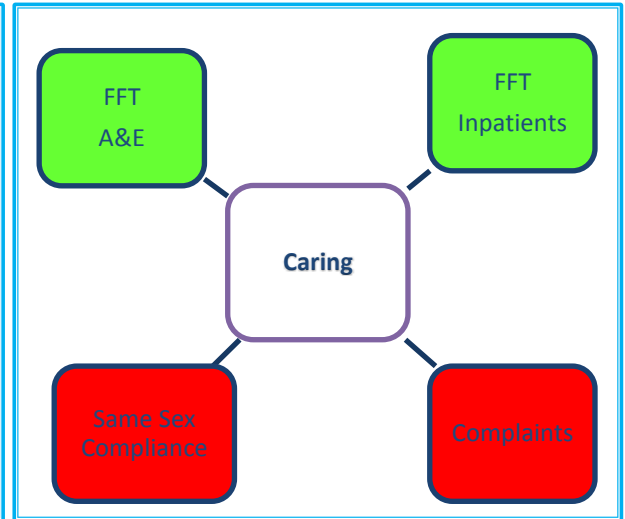 FFT
A&E
FFT
Inpatients
Caring
Same Sex
Compliance
Complaints